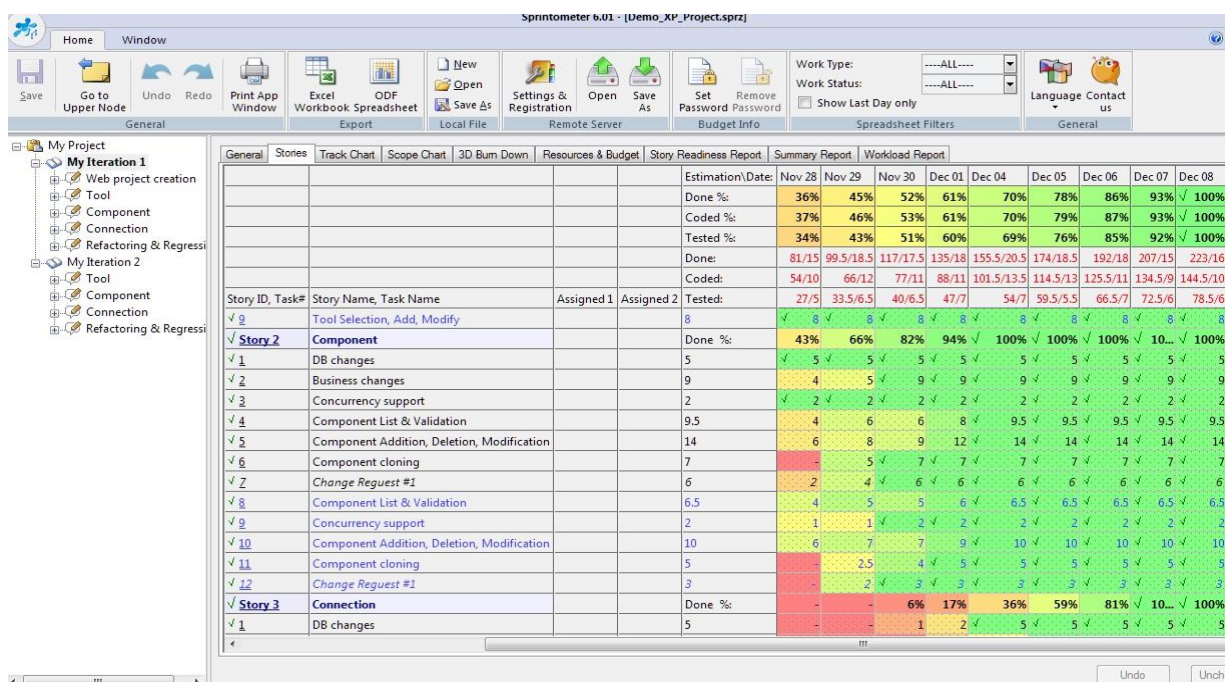 Sprintometer 6.01 - [Demo_XP_Project.sprz]
Home Window
Save Go to Upper Node Undo Redo Print App Window Excel Workbook ODF Spreadsheet New Open Save As Settings & Registration Open Save As Set Password Remove Password Work Type: ----ALL---- Work Status: ----ALL---- Show Last Day only Language Contact us
General Export Local File Remote Server Budget Info Spreadsheet Filters General
My Project
My Iteration 1
Web project creation
Tool
Component
Connection
Refactoring & Regressi
My Iteration 2
Tool
Component
Connection
Refactoring & Regressi
General Stories Track Chart Scope Chart 3D Burn Down Resources & Budget Story Readiness Report Summary Report Workload Report
Estimation\Date: Nov 28 Nov 29 Nov 30 Dec 01 Dec 04 Dec 05 Dec 06 Dec 07 Dec 08
Done %: 36% 45% 52% 61% 70% 78% 86% 93% √ 100%
Coded %: 37% 46% 53% 61% 70% 79% 87% 93% √ 100%
Tested %: 34% 43% 51% 60% 69% 76% 85% 92% √ 100%
Done: 81/15 99.5/18.5 117/17.5 135/18 155.5/20.5 174/18.5 192/18 207/15 223/16
Coded: 54/10 66/12 77/11 88/11 101.5/13.5 114.5/13 125.5/11 134.5/9 144.5/10
Story ID, Task# Story Name, Task Name Assigned 1 Assigned 2 Tested: 27/5 33.5/6.5 40/6.5 47/7 54/7 59.5/5.5 66.5/7 72.5/6 78.5/6
√ 9 Tool Selection, Add, Modify 8 √ 8 √ 8 √ 8 √ 8 √ 8 √ 8 √ 8 √ 8 √ 8
√ Story 2 Component Done %: 43% 66% 82% 94% √ 100% √ 100% √ 100% √ 10... √ 100%
√ 1 DB changes 5 √ 5 √ 5 √ 5 √ 5 √ 5 √ 5 √ 5 √ 5 √ 5
√ 2 Business changes 9 4 5 √ 9 √ 9 √ 9 √ 9 √ 9 √ 9 √ 9
√ 3 Concurrency support 2 √ 2 √ 2 √ 2 √ 2 √ 2 √ 2 √ 2 √ 2 √ 2
√ 4 Component List & Validation 9.5 4 6 6 8 √ 9.5 √ 9.5 √ 9.5 √ 9.5 √ 9.5
√ 5 Component Addition, Deletion, Modification 14 6 8 9 12 √ 14 √ 14 √ 14 √ 14 √ 14
√ 6 Component cloning 7 - 5 √ 7 √ 7 √ 7 √ 7 √ 7 √ 7 √ 7
√ 7 Change Request #1 6 2 4 √ 6 √ 6 √ 6 √ 6 √ 6 √ 6 √ 6
√ 8 Component List & Validation 6.5 4 5 5 6 √ 6.5 √ 6.5 √ 6.5 √ 6.5 √ 6.5
√ 9 Concurrency support 2 1 1 √ 2 √ 2 √ 2 √ 2 √ 2 √ 2 √ 2
√ 10 Component Addition, Deletion, Modification 10 6 7 7 9 √ 10 √ 10 √ 10 √ 10 √ 10
√ 11 Component cloning 5 - 2.5 4 √ 5 √ 5 √ 5 √ 5 √ 5 √ 5
√ 12 Change Request #1 3 - 2 √ 3 √ 3 √ 3 √ 3 √ 3 √ 3 √ 3
√ Story 3 Connection Done %: - - 6% 17% 36% 59% 81% √ 10... √ 100%
√ 1 DB changes 5 - - 1 2 √ 5 √ 5 √ 5 √ 5 √ 5
Undo Unch